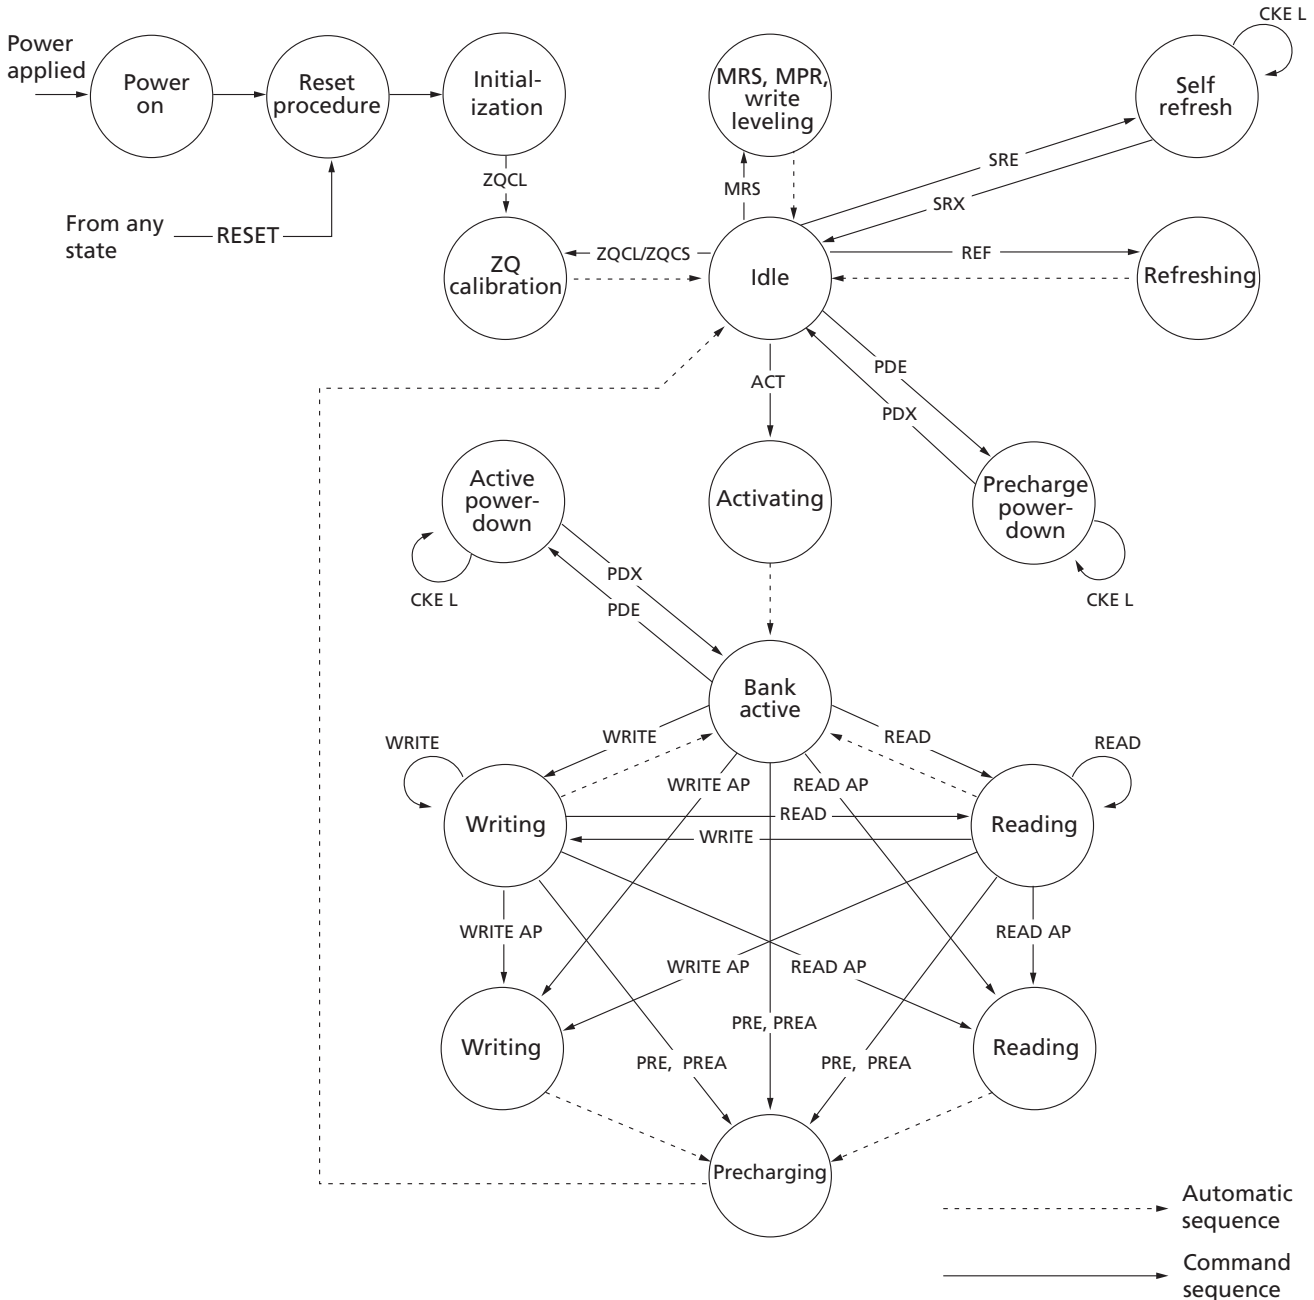 CKE L
Power
applied
Power
on
Reset
procedure
Initial-
ization
MRS, MPR,
write
leveling
Self
refresh
ZQCL
MRS
SRE
SRX
From any
state
RESET
ZQ
calibration
ZQCL/ZQCS
Idle
REF
Refreshing
PDE
ACT
PDX
Active
power-
down
Activating
Precharge
power-
down
PDX
PDE
CKE L
CKE L
Bank
active
WRITE
WRITE
READ
READ
WRITE AP
READ AP
Writing
READ
WRITE
Reading
WRITE AP
READ AP
WRITE AP
READ AP
PRE, PREA
Writing
Reading
PRE, PREA
PRE, PREA
Precharging
Automatic
sequence
Command
sequence